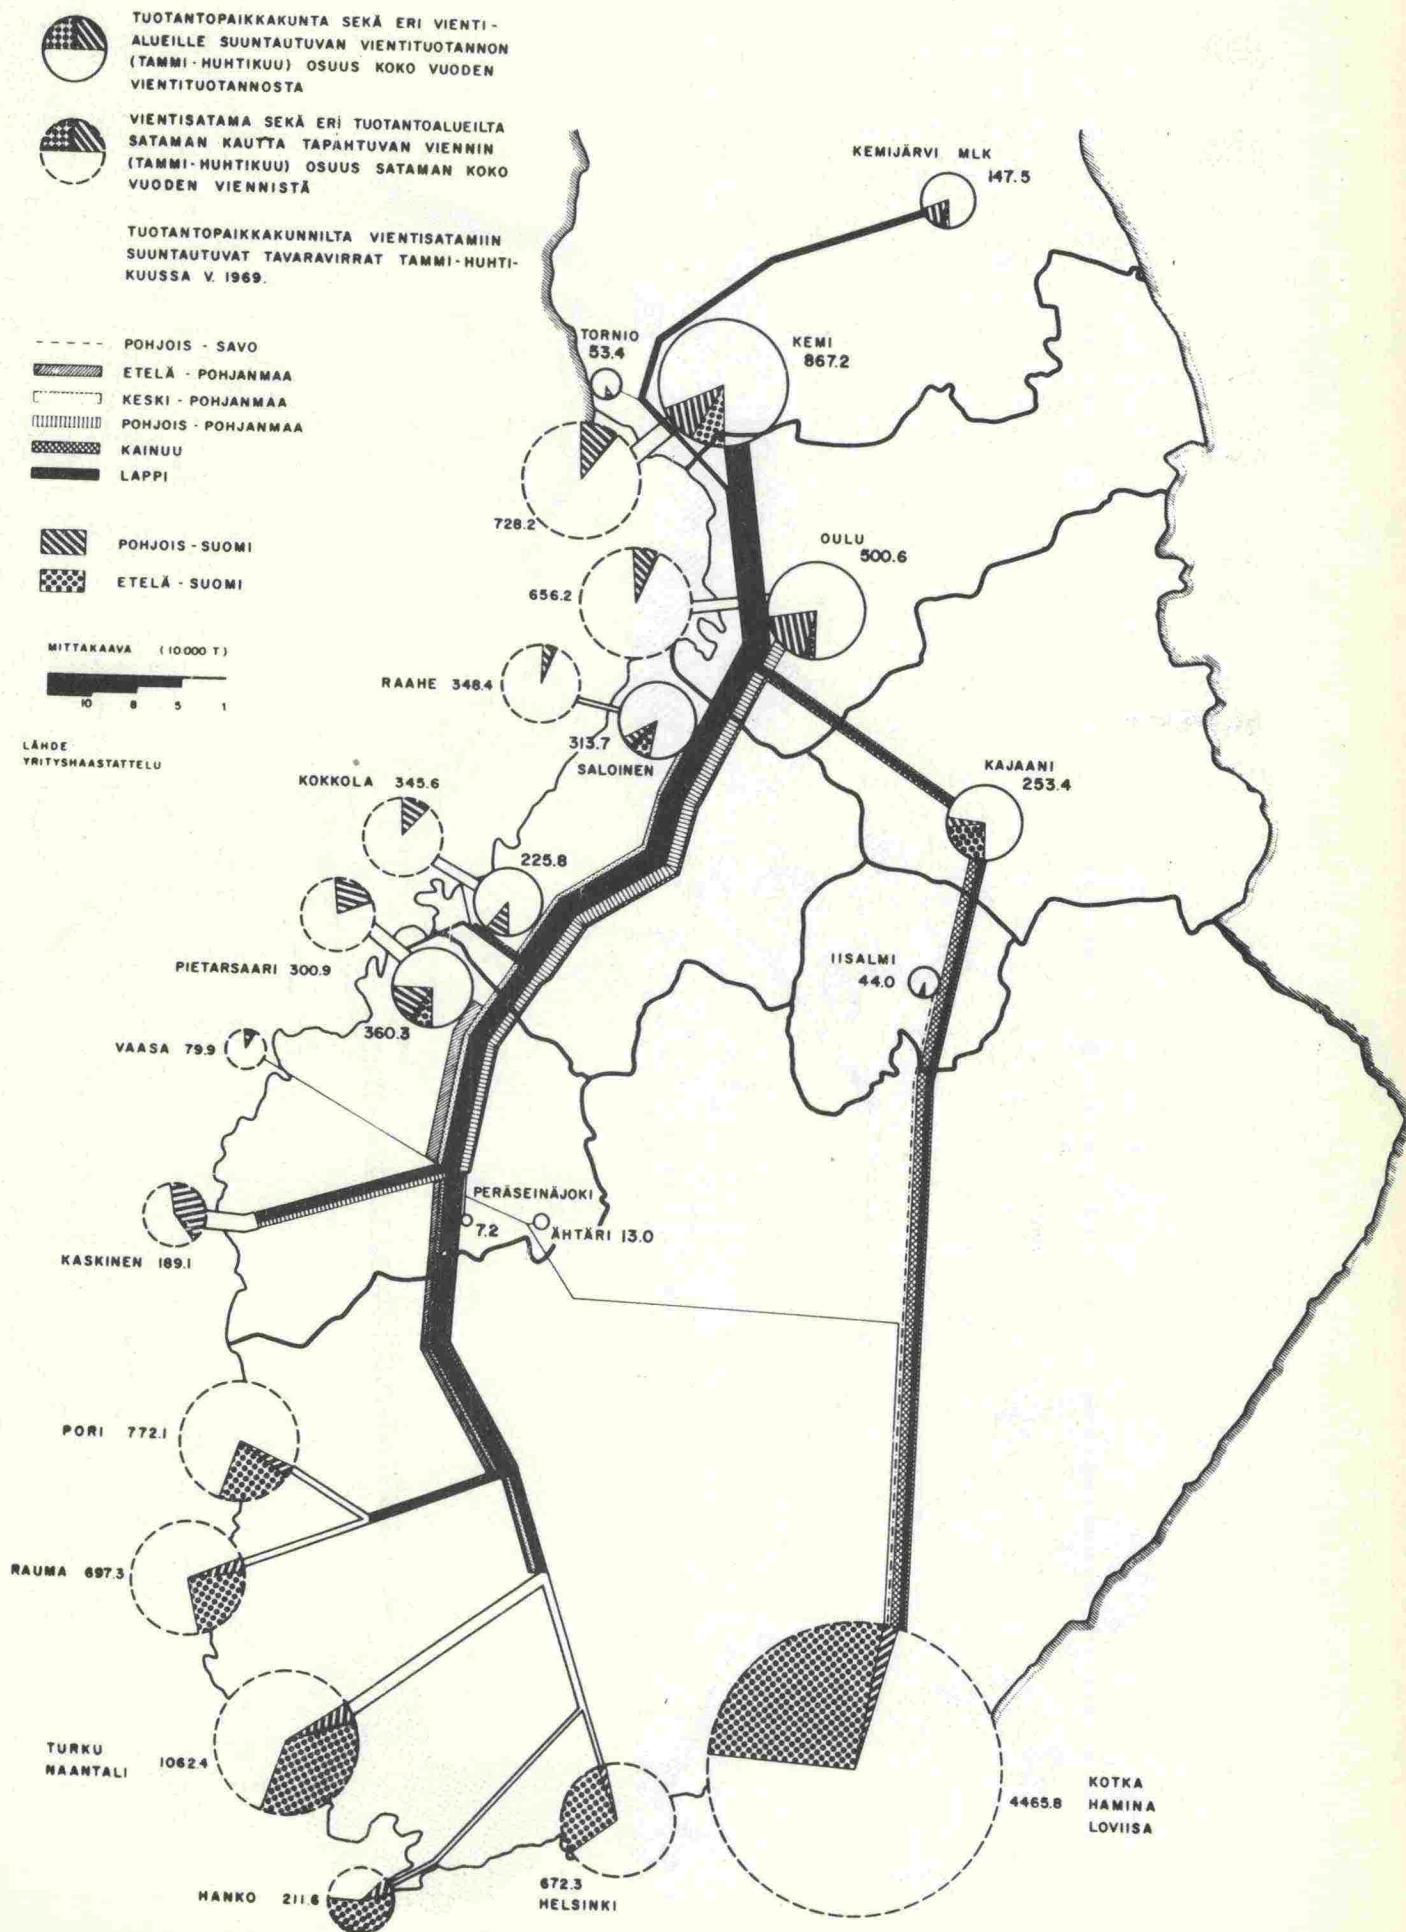 TUOTANTOPAIKKAKUNTA SEKÄ ERI VIENTI-
ALUEILLE SUUNTAUTUVAN VIENTITUOTANNON
(TAMMI-HUHTIKUU) OSUUS KOKO VUODEN
VIENTITUOTANNOSTA
VIENTISATAMA SEKÄ ERI TUOTANTOALUEILTA
SATAMAN KAUTTA TAPAHTUVAN VIENNIN
(TAMMI-HUHTIKUU) OSUUS SATAMAN KOKO
VUODEN VIENNISTÄ
TUOTANTOPAIKKAKUNNILTA VIENTISATAMIIN
SUUNTAUTUVAT TAVARAVIRRAT TAMMI-HUHTI-
KUUSSA V. 1969.
POHJOIS - SAVO
ETELÄ - POHJANMAA
KESKI - POHJANMAA
POHJOIS - POHJANMAA
KAINUU
LAPPI
POHJOIS - SUOMI
ETELÄ - SUOMI
MITTAKAAVA (10 000 T)
10 8 5 1
LÄHDE
YRITYSHAASTATTELU
KEMIJÄRVI MLK
147.5
TORNIO
53.4
KEMI
867.2
728.2
OULU
500.6
656.2
RAAHE 348.4
313.7
SALOINEN
KOKKOLA 345.6
225.8
KAJAANI
253.4
PIETARSAARI 300.9
360.3
IISALMI
44.0
VAASA 79.9
PERÄSEINÄJOKI
7.2
ÄHTÄRI 13.0
KASKINEN 189.1
PORI 772.1
RAUMA 697.3
TURKU
NAANTALI
1062.4
HANKO 211.6
672.3
HELSINKI
4465.8
KOTKA
HAMINA
LOVIISA